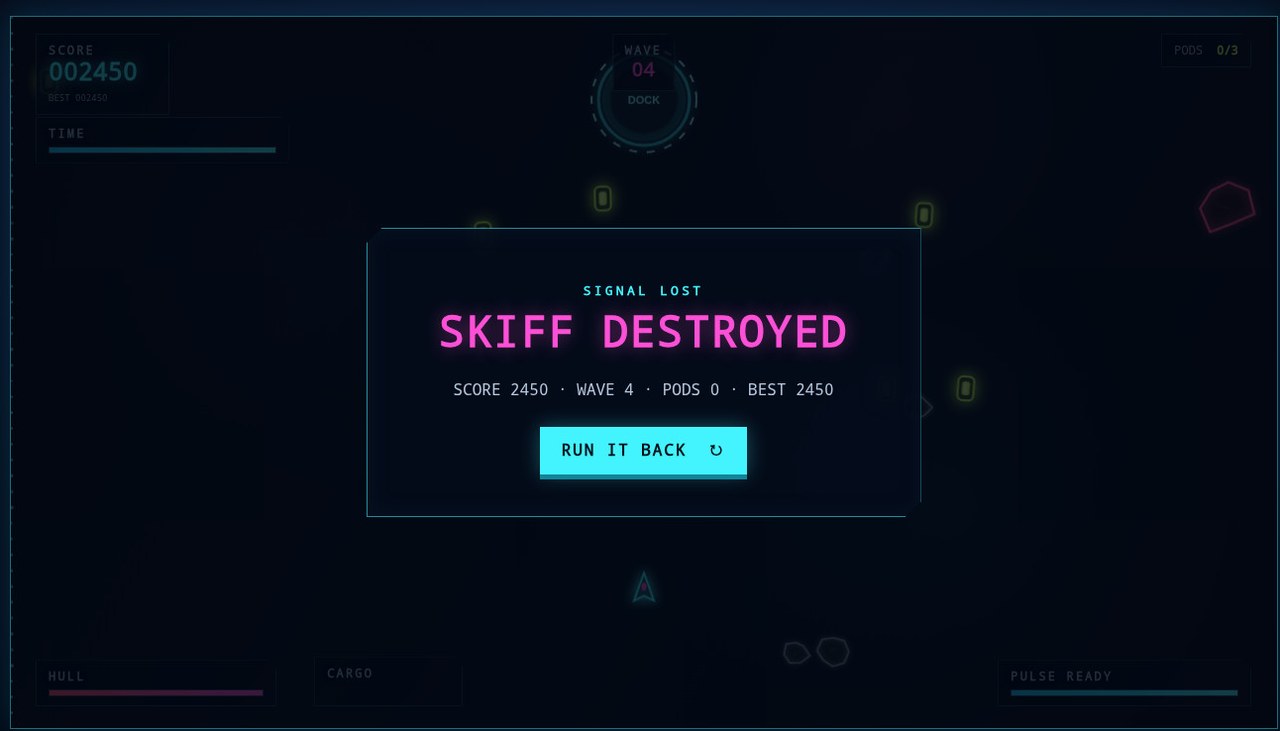 SCORE
002450
BEST 002450
TIME
WAVE
04
DOCK
PODS 0/3
SIGNAL LOST
SKIFF DESTROYED
SCORE 2450 · WAVE 4 · PODS 0 · BEST 2450
RUN IT BACK ↻
HULL
CARGO
PULSE READY